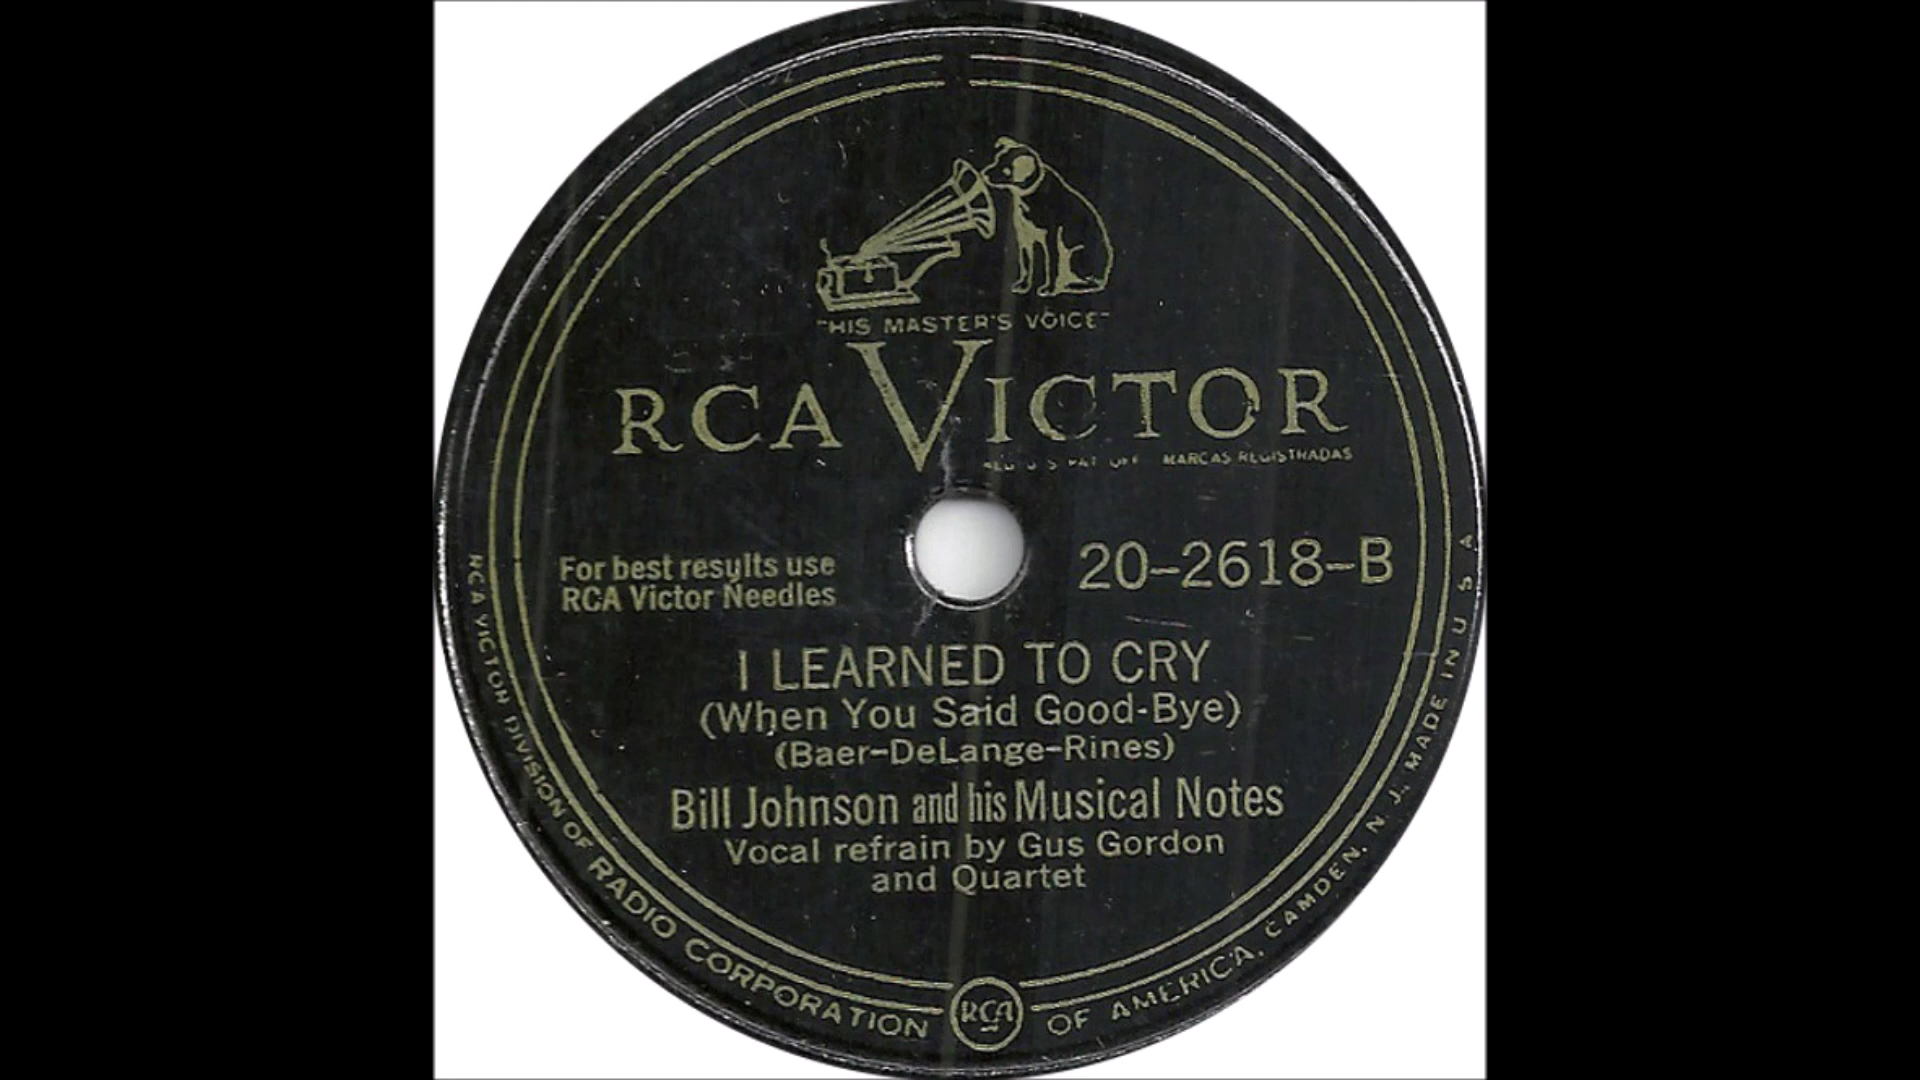 "HIS MASTER'S VOICE"
RCA VICTOR
MARCAS REGISTRADAS
For best results use
RCA Victor Needles
20-2618-B
I LEARNED TO CRY
(When You Said Good-Bye)
(Baer-DeLange-Rines)
Bill Johnson and his Musical Notes
Vocal refrain by Gus Gordon
and Quartet
RCA VICTOR DIVISION OF RADIO CORPORATION OF AMERICA, CAMDEN, N. J., MADE IN U S A
RCA